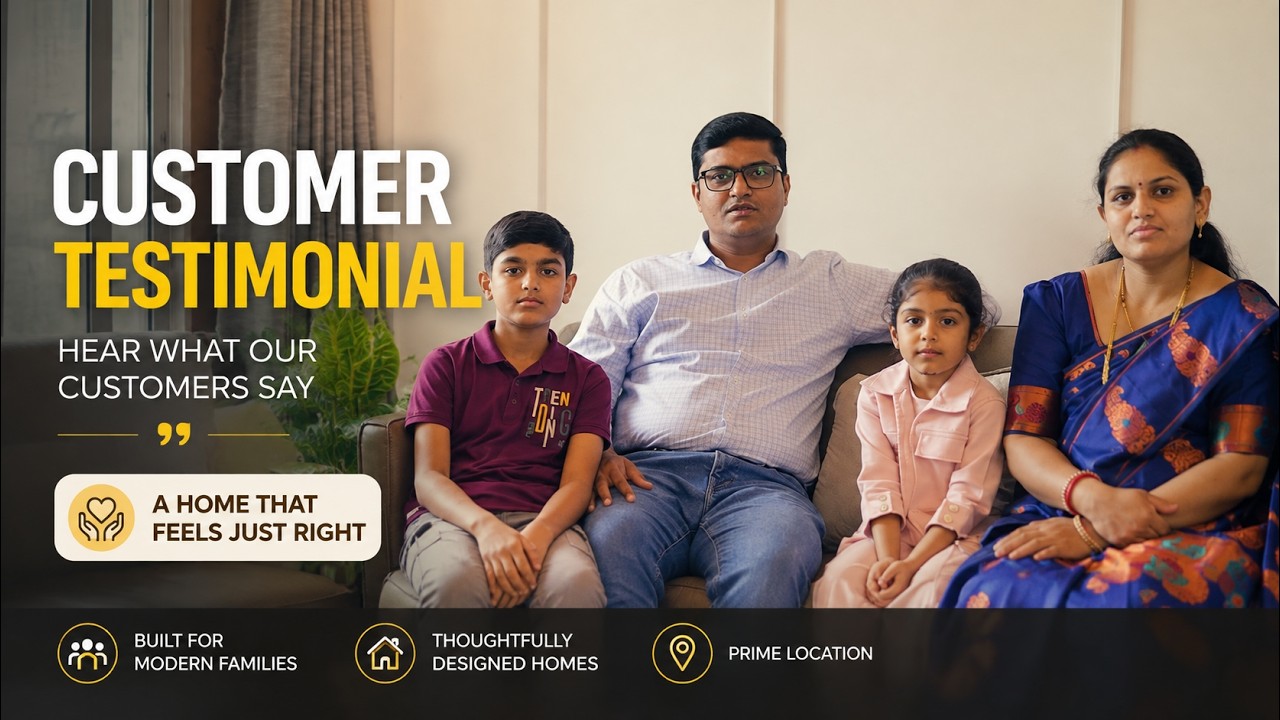 CUSTOMER
TESTIMONIAL
HEAR WHAT OUR
CUSTOMERS SAY
”
A HOME THAT
FEELS JUST RIGHT
BUILT FOR
MODERN FAMILIES
THOUGHTFULLY
DESIGNED HOMES
PRIME LOCATION